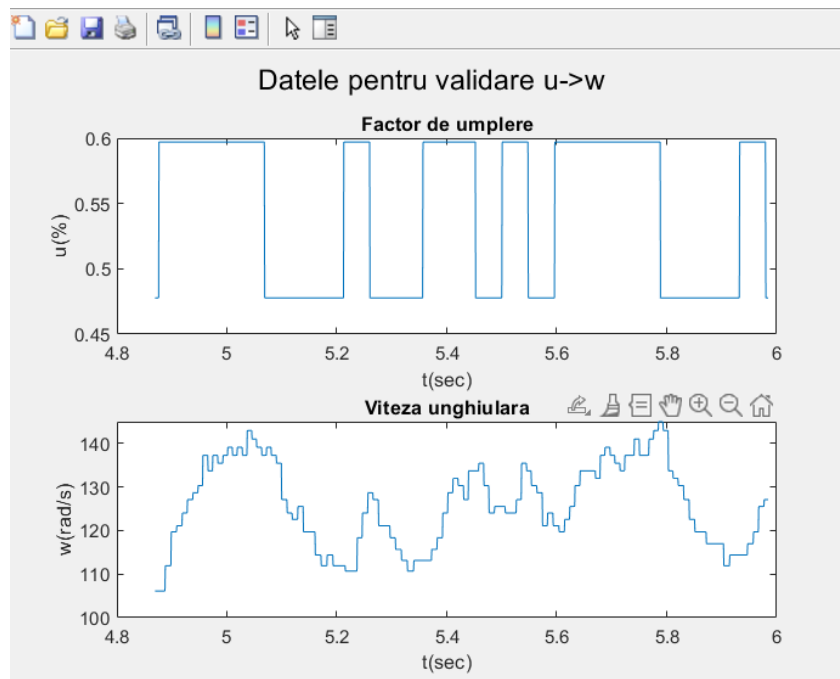 Datele pentru validare u->w
Factor de umplere
0.6
0.55
0.5
0.45
u(%)
4.8 5 5.2 5.4 5.6 5.8 6
t(sec)
Viteza unghiulara
140
130
120
110
100
w(rad/s)
4.8 5 5.2 5.4 5.6 5.8 6
t(sec)